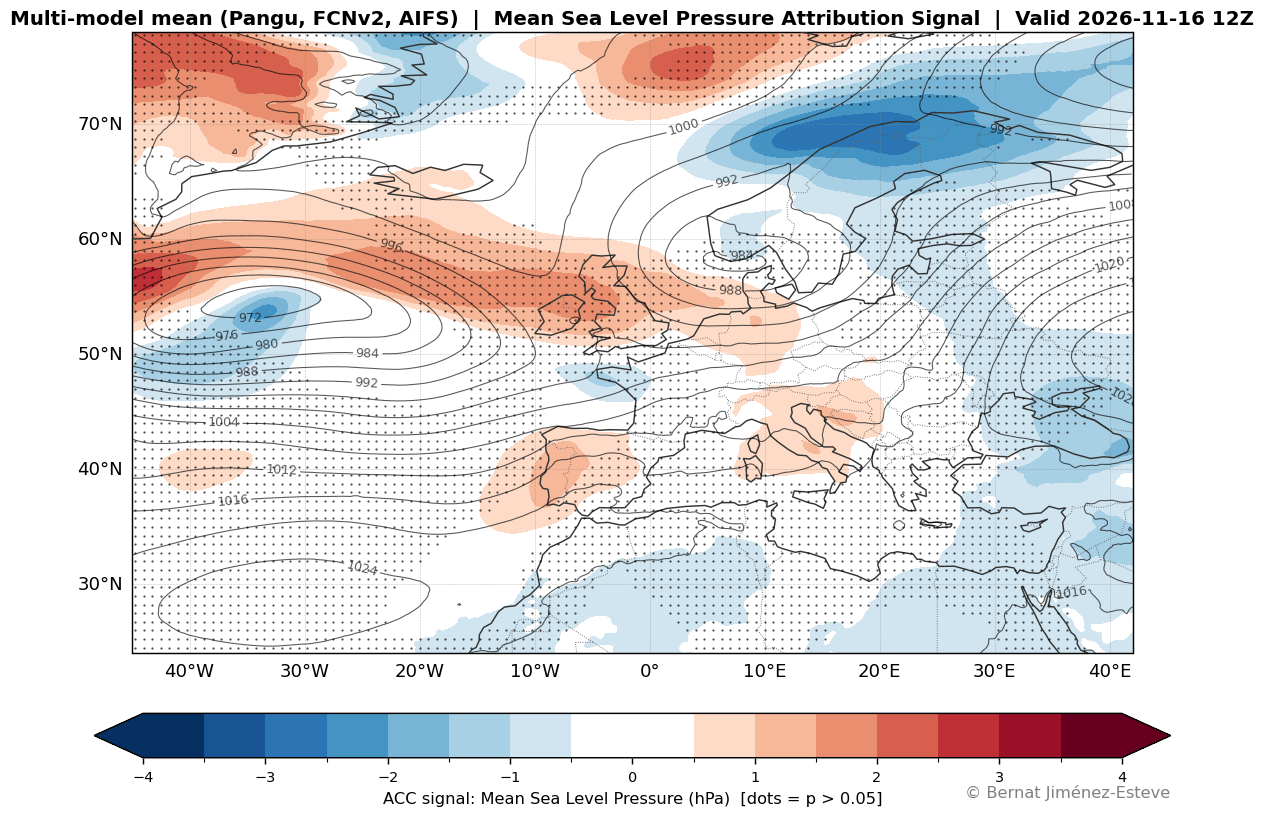 Multi-model mean (Pangu, FCNv2, AIFS)  |  Mean Sea Level Pressure Attribution Signal  |  Valid 2026-11-16 12Z
70°N
60°N
50°N
40°N
30°N
1000
992
992
1020
996
984
988
972
976
980
984
988
992
1004
1012
1016
1024
1016
40°W
30°W
20°W
10°W
0°
10°E
20°E
30°E
40°E
−4
−3
−2
−1
0
1
2
3
4
ACC signal: Mean Sea Level Pressure (hPa)  [dots = p > 0.05]
© Bernat Jiménez-Esteve